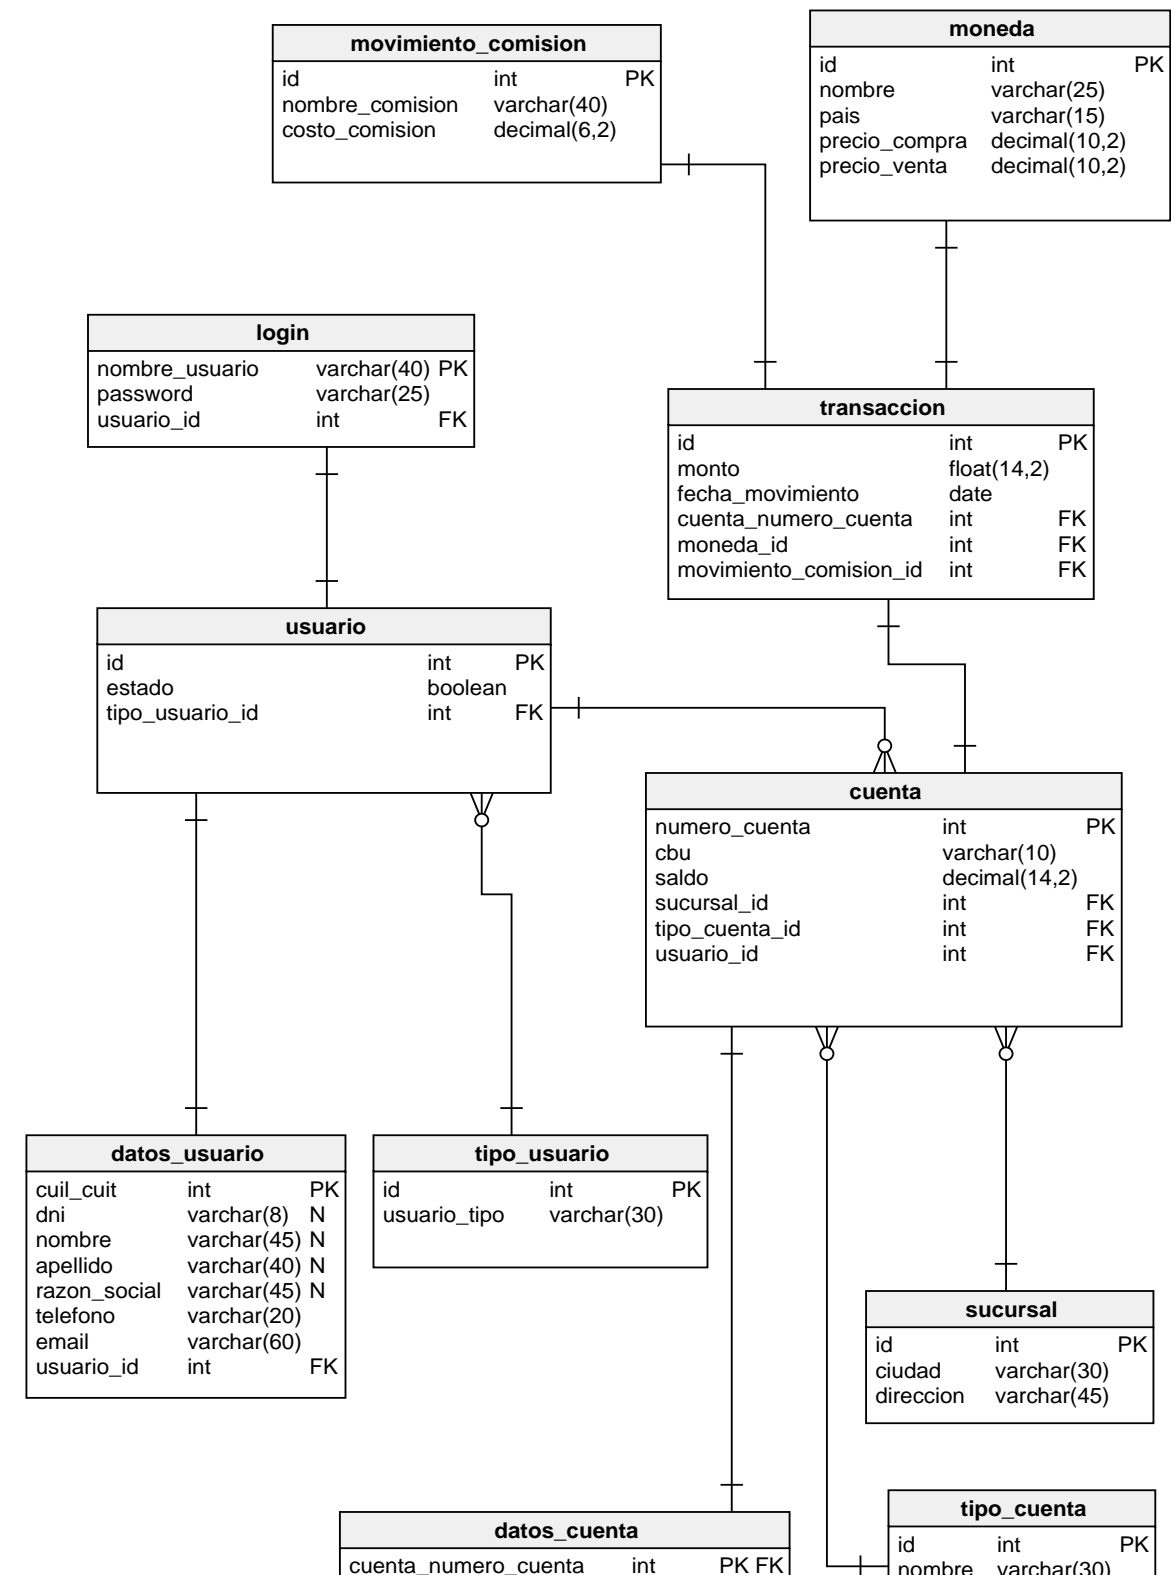 movimiento_comision
id int PK
nombre_comision varchar(40)
costo_comision decimal(6,2)
moneda
id int PK
nombre varchar(25)
pais varchar(15)
precio_compra decimal(10,2)
precio_venta decimal(10,2)
login
nombre_usuario varchar(40) PK
password varchar(25)
usuario_id int FK
transaccion
id int PK
monto float(14,2)
fecha_movimiento date
cuenta_numero_cuenta int FK
moneda_id int FK
movimiento_comision_id int FK
usuario
id int PK
estado boolean
tipo_usuario_id int FK
cuenta
numero_cuenta int PK
cbu varchar(10)
saldo decimal(14,2)
sucursal_id int FK
tipo_cuenta_id int FK
usuario_id int FK
datos_usuario
cuil_cuit int PK
dni varchar(8) N
nombre varchar(45) N
apellido varchar(40) N
razon_social varchar(45) N
telefono varchar(20)
email varchar(60)
usuario_id int FK
tipo_usuario
id int PK
usuario_tipo varchar(30)
sucursal
id int PK
ciudad varchar(30)
direccion varchar(45)
datos_cuenta
cuenta_numero_cuenta int PK FK
tipo_cuenta
id int PK
nombre varchar(30)